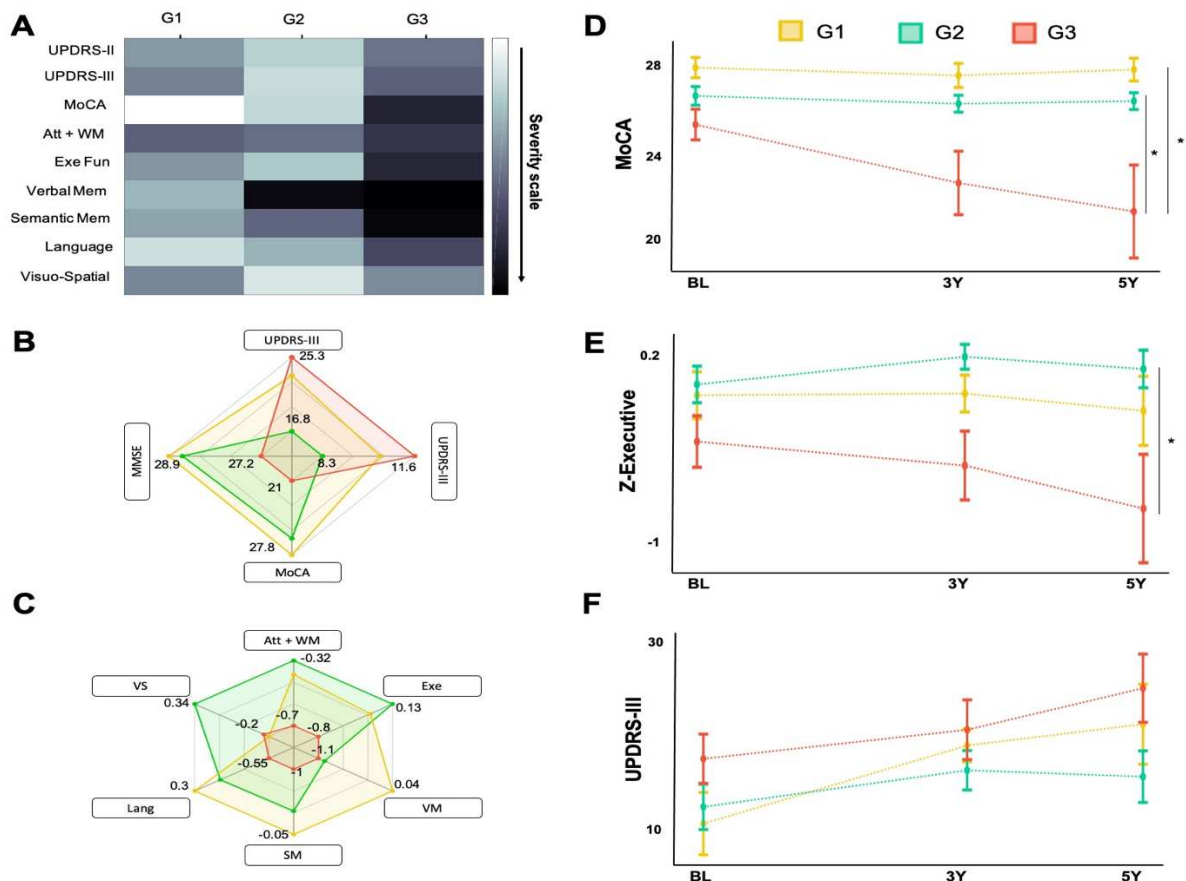 A
G1 G2 G3
UPDRS-II
UPDRS-III
MoCA
Att + WM
Exe Fun
Verbal Mem
Semantic Mem
Language
Visuo-Spatial
Severity scale
B
UPDRS-III
25.3
16.8
MMSE
28.9
27.2
8.3
11.6
UPDRS-III
21
27.8
MoCA
C
Att + WM
-0.32
VS
Exe
0.34
0.13
-0.7
-0.2
-0.8
-0.55
-1.1
-1
0.3
0.04
Lang
VM
-0.05
SM
D
G1 G2 G3
28
24
20
MoCA
*
*
BL 3Y 5Y
E
0.2
-1
Z-Executive
*
BL 3Y 5Y
F
30
10
UPDRS-III
BL 3Y 5Y